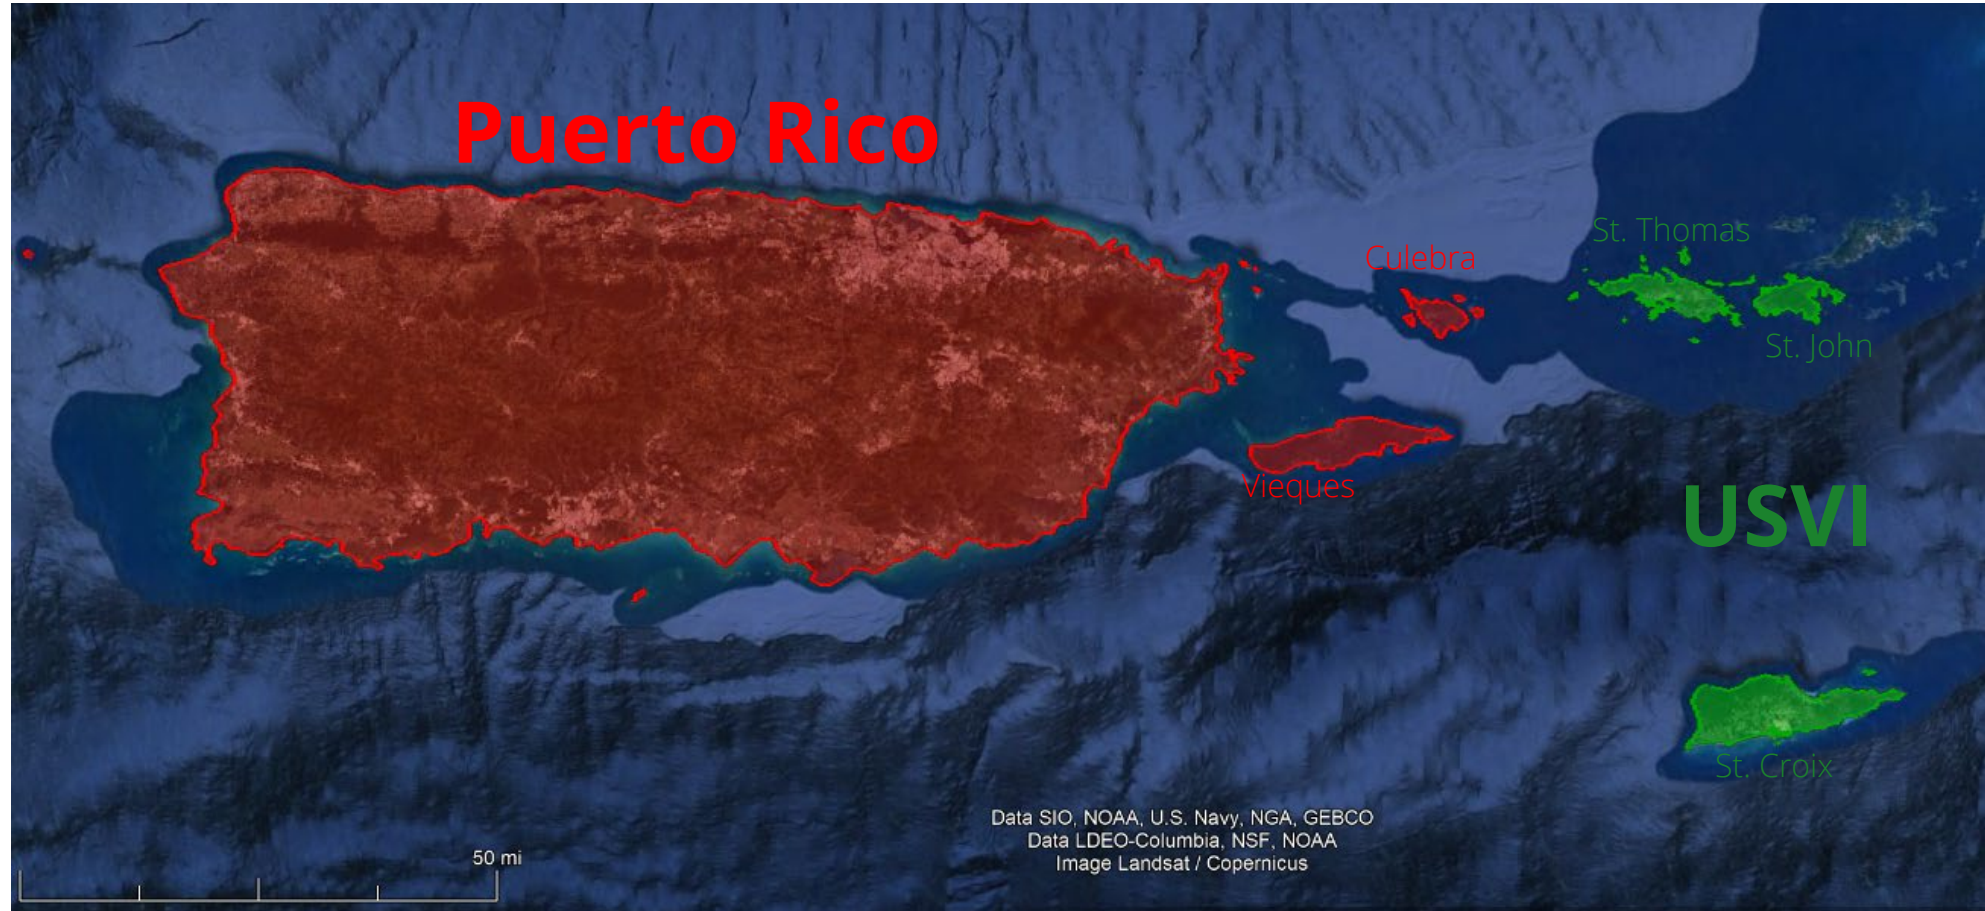 Puerto Rico
St. Thomas
Culebra
St. John
Vieques
USVI
St. Croix
Data SIO, NOAA, U.S. Navy, NGA, GEBCO
Data LDEO-Columbia, NSF, NOAA
Image Landsat / Copernicus
50 mi